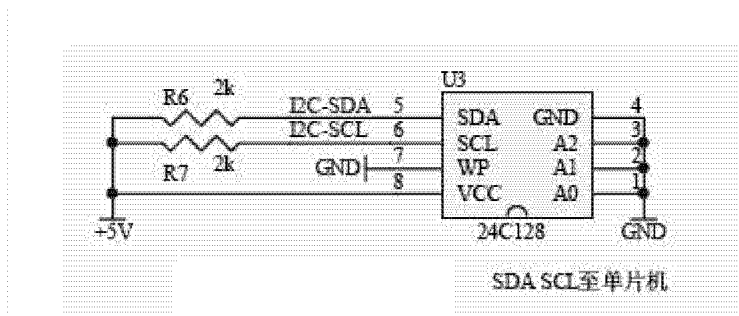 U3
R6 2k I2C-SDA 5 SDA GND 4
I2C-SCL 6 SCL A2 3
R7 2k GND 7 WP A1 2
8 VCC A0 1
+5V 24C128 GND
SDA SCL至单片机